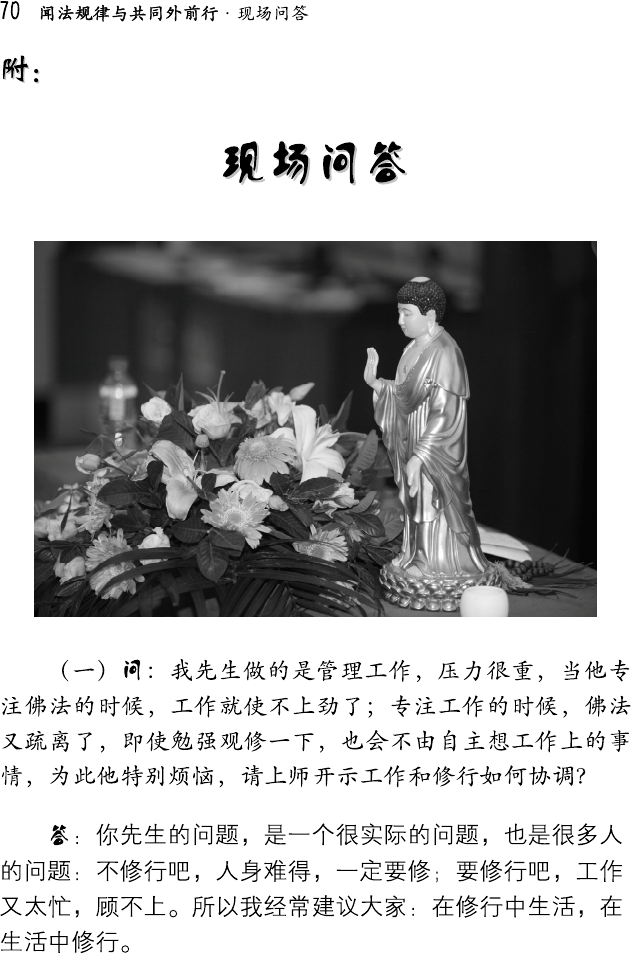 70 闻法规律与共同外前行·现场问答
附：
现场问答
（一）问：我先生做的是管理工作，压力很重，当他专
注佛法的时候，工作就使不上劲了；专注工作的时候，佛法
又疏离了，即使勉强观修一下，也会不由自主想工作上的事
情，为此他特别烦恼，请上师开示工作和修行如何协调？
答：你先生的问题，是一个很实际的问题，也是很多人
的问题：不修行吧，人身难得，一定要修；要修行吧，工作
又太忙，顾不上。所以我经常建议大家：在修行中生活，在
生活中修行。